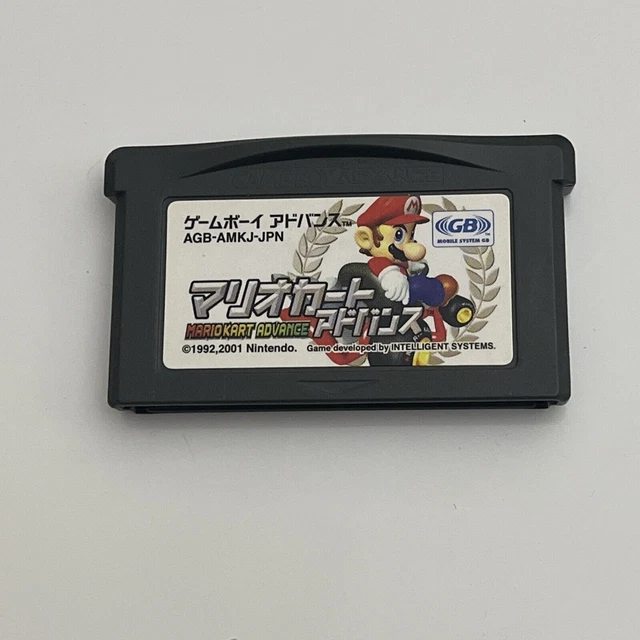 ゲームボーイ アドバンス™
AGB-AMKJ-JPN
GB
MOBILE SYSTEM GB
マリオカート
アドバンス
MARIO KART ADVANCE
©1992,2001 Nintendo.
Game developed by INTELLIGENT SYSTEMS.